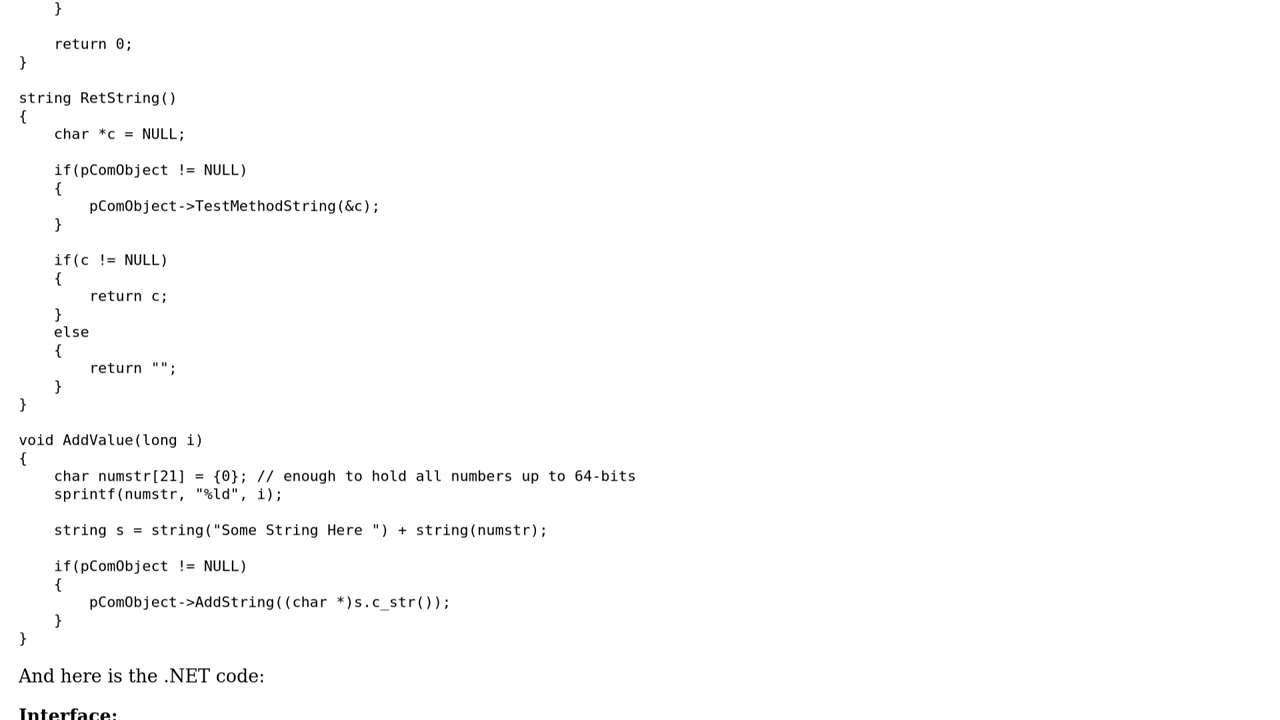 }

    return 0;
}

string RetString()
{
    char *c = NULL;

    if(pComObject != NULL)
    {
        pComObject->TestMethodString(&c);
    }

    if(c != NULL)
    {
        return c;
    }
    else
    {
        return "";
    }
}

void AddValue(long i)
{
    char numstr[21] = {0}; // enough to hold all numbers up to 64-bits
    sprintf(numstr, "%ld", i);

    string s = string("Some String Here ") + string(numstr);

    if(pComObject != NULL)
    {
        pComObject->AddString((char *)s.c_str());
    }
}
And here is the .NET code:
Interface: